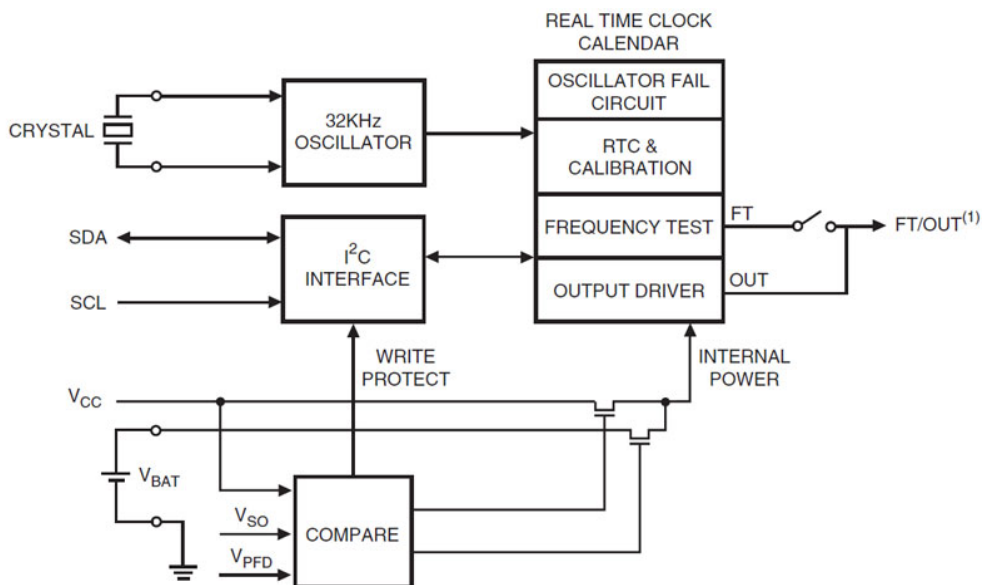 REAL TIME CLOCK
CALENDAR
OSCILLATOR FAIL
CIRCUIT
CRYSTAL
32KHz
OSCILLATOR
RTC &
CALIBRATION
FREQUENCY TEST
FT
FT/OUT(1)
SDA
SCL
I²C
INTERFACE
OUTPUT DRIVER
OUT
WRITE
PROTECT
INTERNAL
POWER
VCC
VBAT
VSO
VPFD
COMPARE